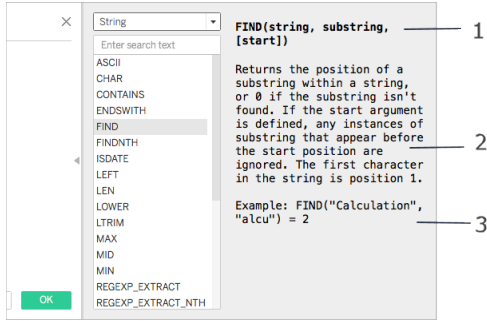 String
Enter search text
ASCII
CHAR
CONTAINS
ENDSWITH
FIND
FINDNTH
ISDATE
LEFT
LEN
LOWER
LTRIM
MAX
MID
MIN
REGEXP_EXTRACT
REGEXP_EXTRACT_NTH
OK
FIND(string, substring,
[start])
Returns the position of a
substring within a string,
or 0 if the substring isn't
found. If the start argument
is defined, any instances of
substring that appear before
the start position are
ignored. The first character
in the string is position 1.
Example: FIND("Calculation",
"alcu") = 2
1
2
3